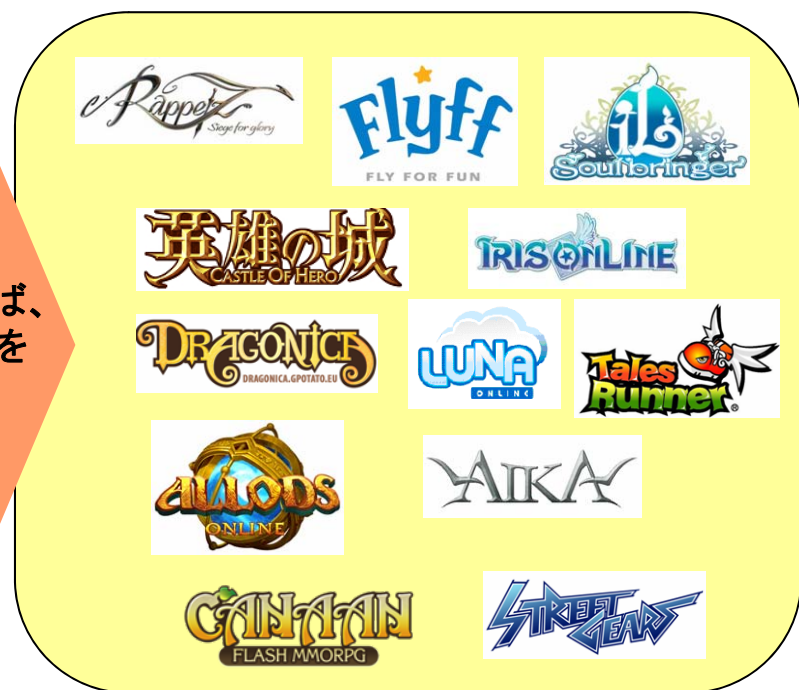 ば、
を
Rappelz
Siege for glory
Flyff
FLY FOR FUN
iL
Soulbringer
英雄の城
CASTLE OF HERO
IRIS ONLINE
DRAGONICA
DRAGONICA.GPOTATO.EU
LUNA
ONLINE
Tales
Runner
ALLODS
ONLINE
AIKA
CANAAN
FLASH MMORPG
STREET
GEARS